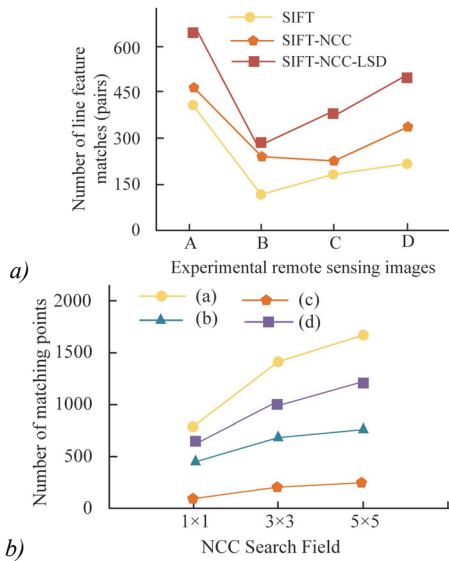 SIFT
SIFT-NCC
SIFT-NCC-LSD
Number of line feature
matches (pairs)
600
450
300
150
0
A B C D
Experimental remote sensing images
a)
(a) (c)
(b) (d)
Number of matching points
2000
1500
1000
500
0
1×1 3×3 5×5
NCC Search Field
b)